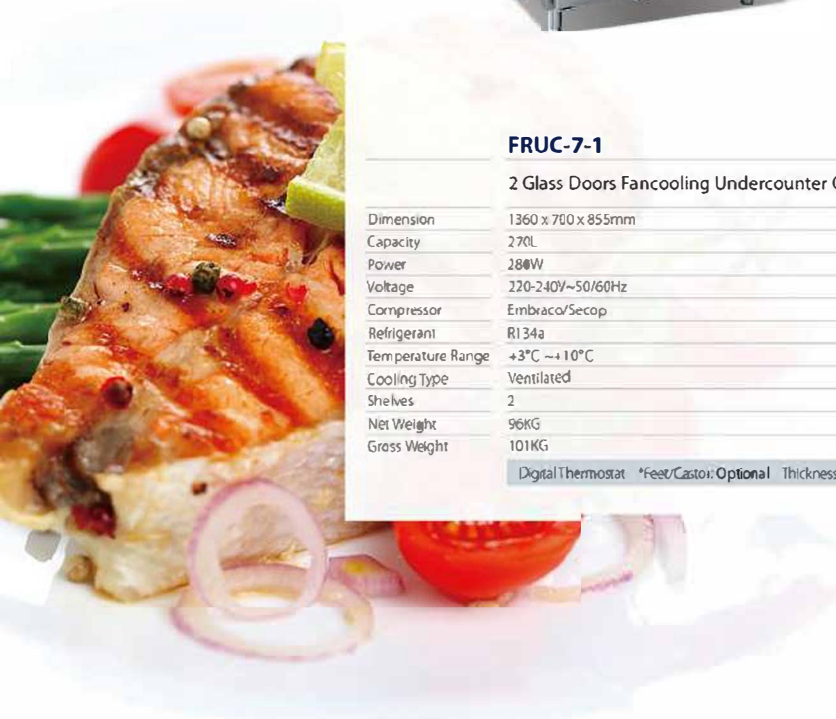 FRUC-7-1
2 Glass Doors Fancooling Undercounter
Dimension 1360 x 700 x 855mm
Capacity 270L
Power 280W
Voltage 220-240V~50/60Hz
Compressor Embraco/Secop
Refrigerant R134a
Temperature Range +3°C ~+10°C
Cooling Type Ventilated
Shelves 2
Net Weight 96KG
Gross Weight 101KG
Digital Thermostat *Feet/Castor: Optional Thickness